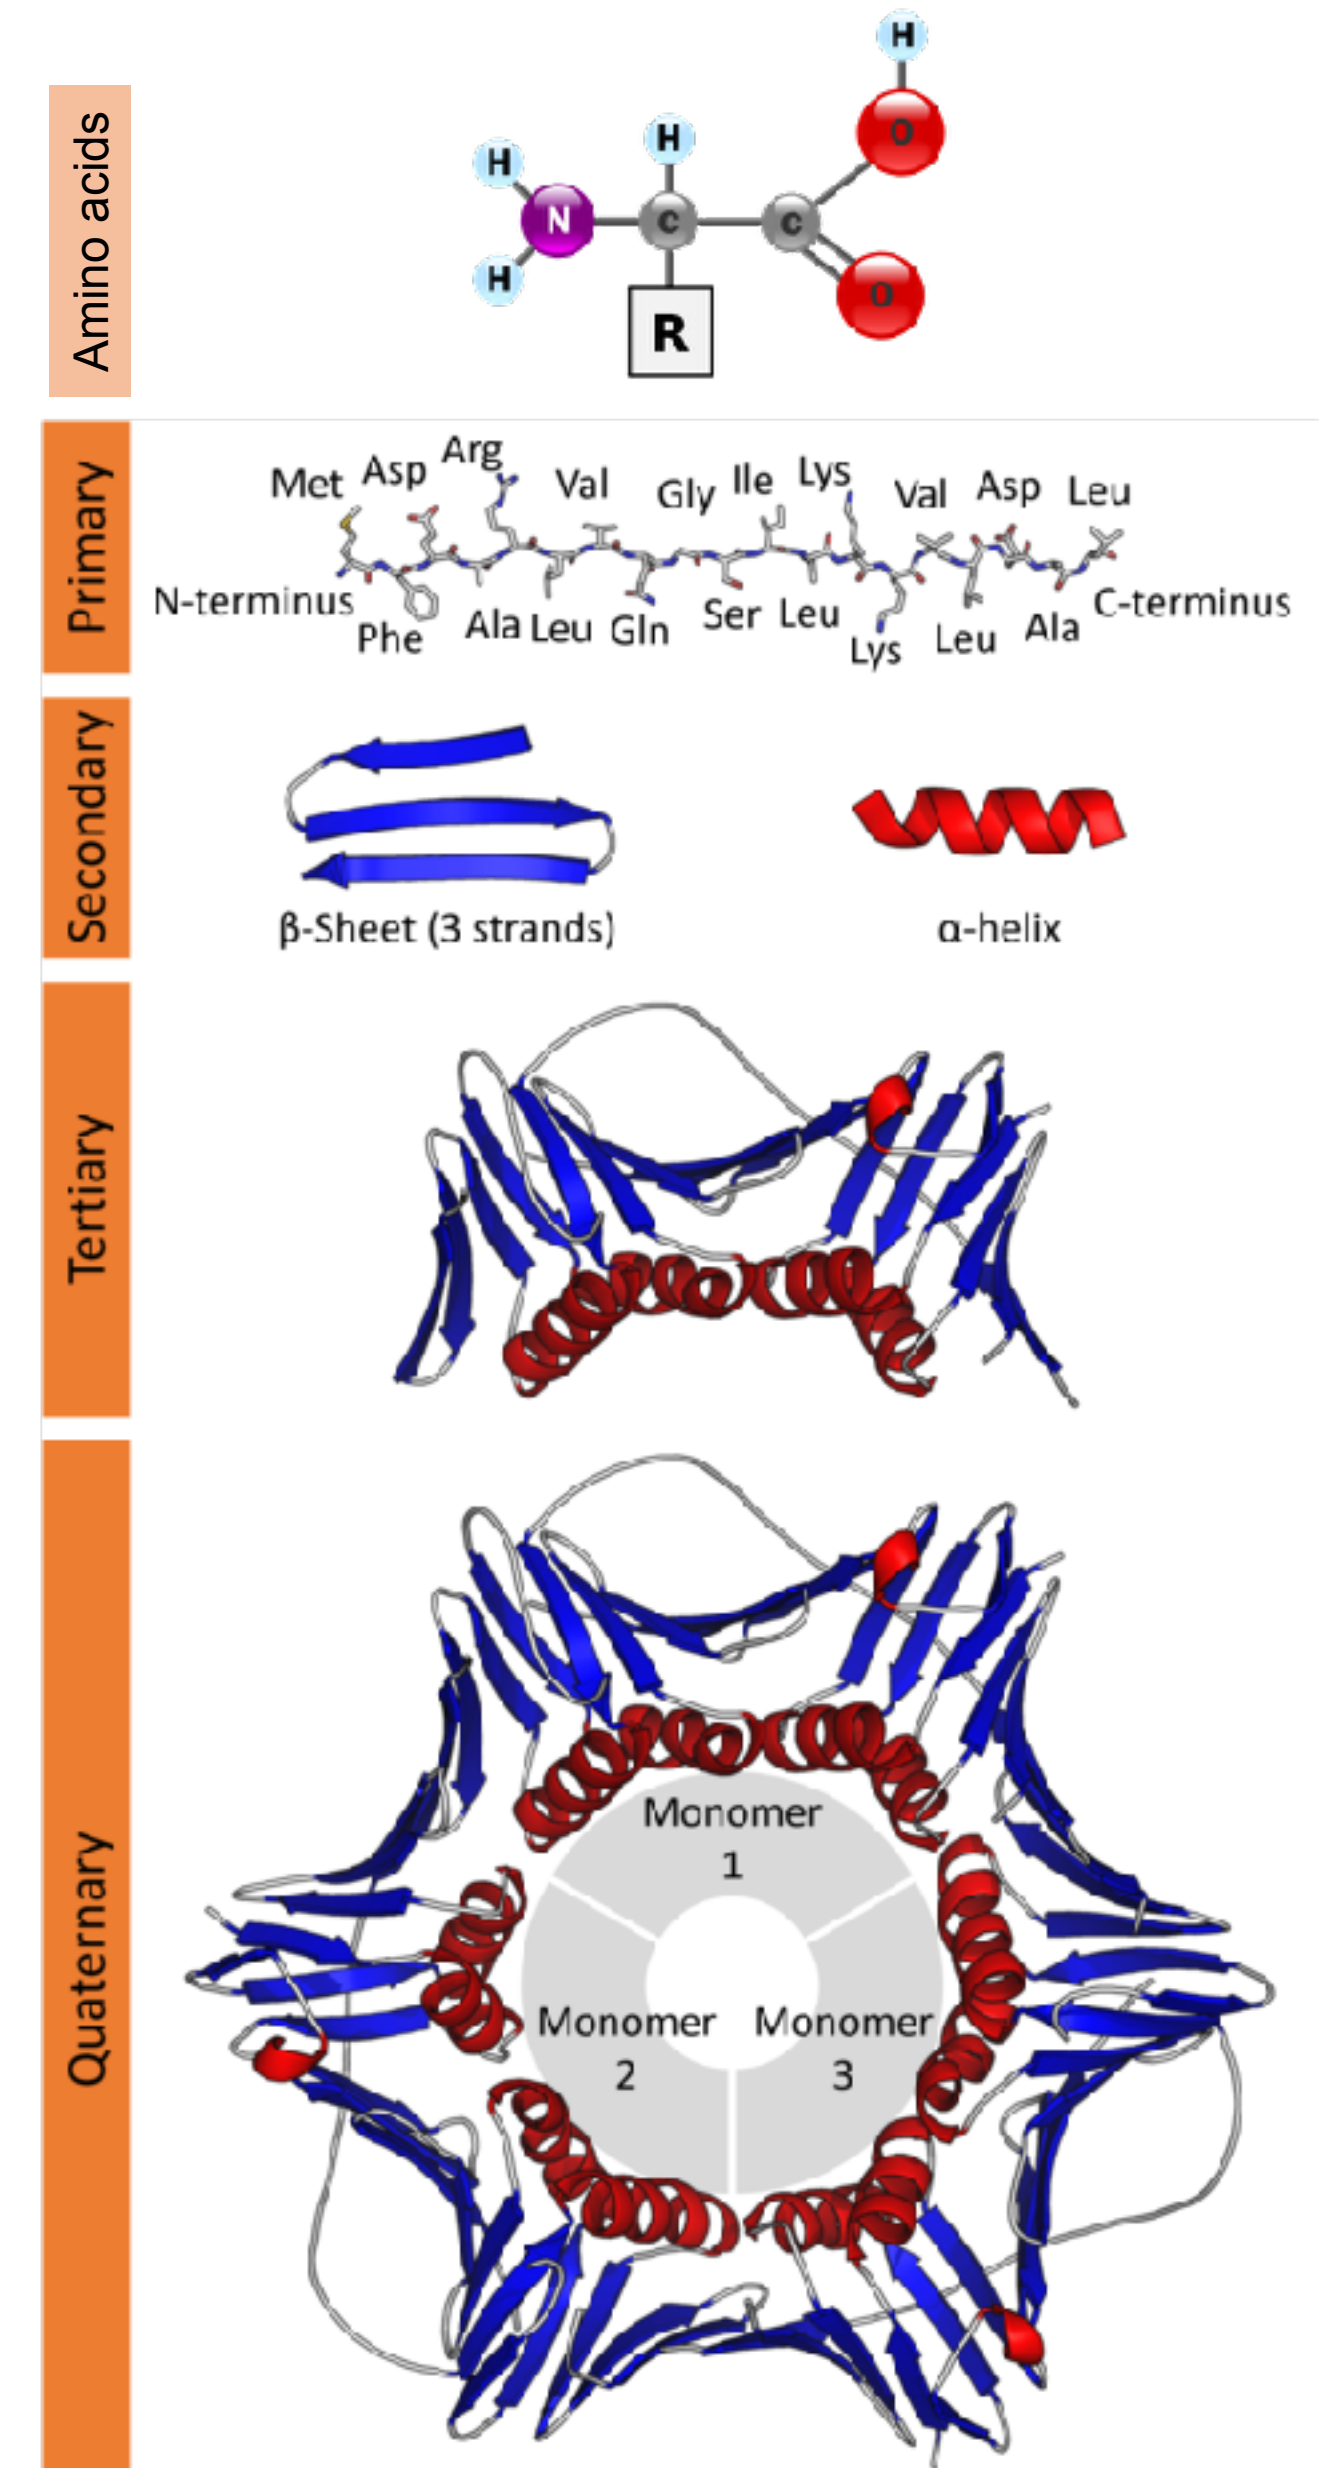 Amino acids
H
O
H
H
N
C
C
H
O
R
Primary
Met Asp Arg Val Gly Ile Lys Val Asp Leu
N-terminus Phe Ala Leu Gln Ser Leu Lys Leu Ala C-terminus
Secondary
β-Sheet (3 strands)
α-helix
Tertiary
Quaternary
Monomer
1
Monomer
2
Monomer
3